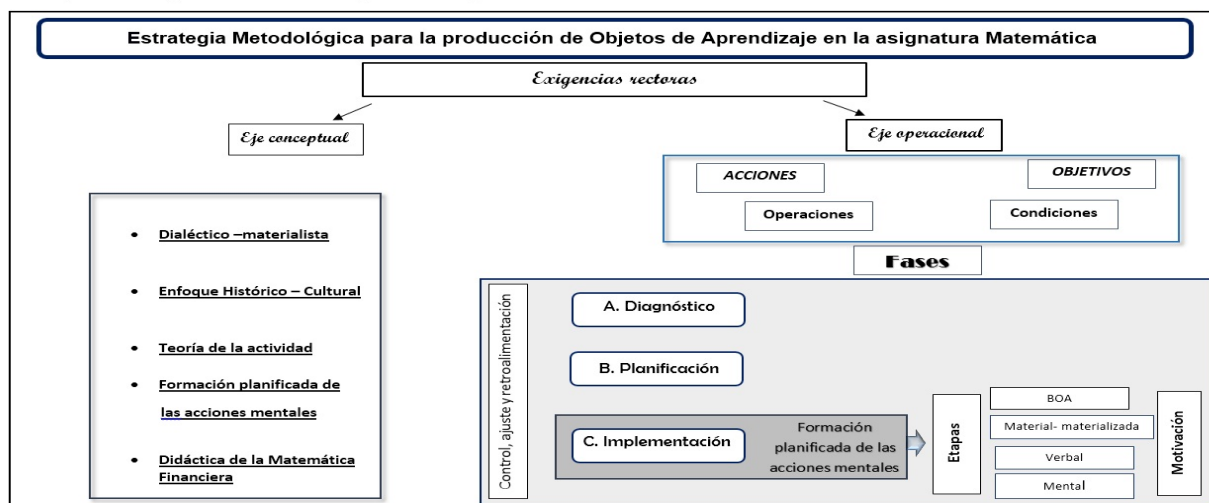 Estrategia Metodológica para la producción de Objetos de Aprendizaje en la asignatura Matemática
Exigencias rectoras
Eje conceptual
Eje operacional
• Dialéctico –materialista
• Enfoque Histórico – Cultural
• Teoría de la actividad
• Formación planificada de
las acciones mentales
• Didáctica de la Matemática
Financiera
ACCIONES
OBJETIVOS
Operaciones
Condiciones
Fases
Control, ajuste y retroalimentación
A. Diagnóstico
B. Planificación
C. Implementación
Formación
planificada de las
acciones mentales
Etapas
BOA
Material- materializada
Verbal
Mental
Motivación